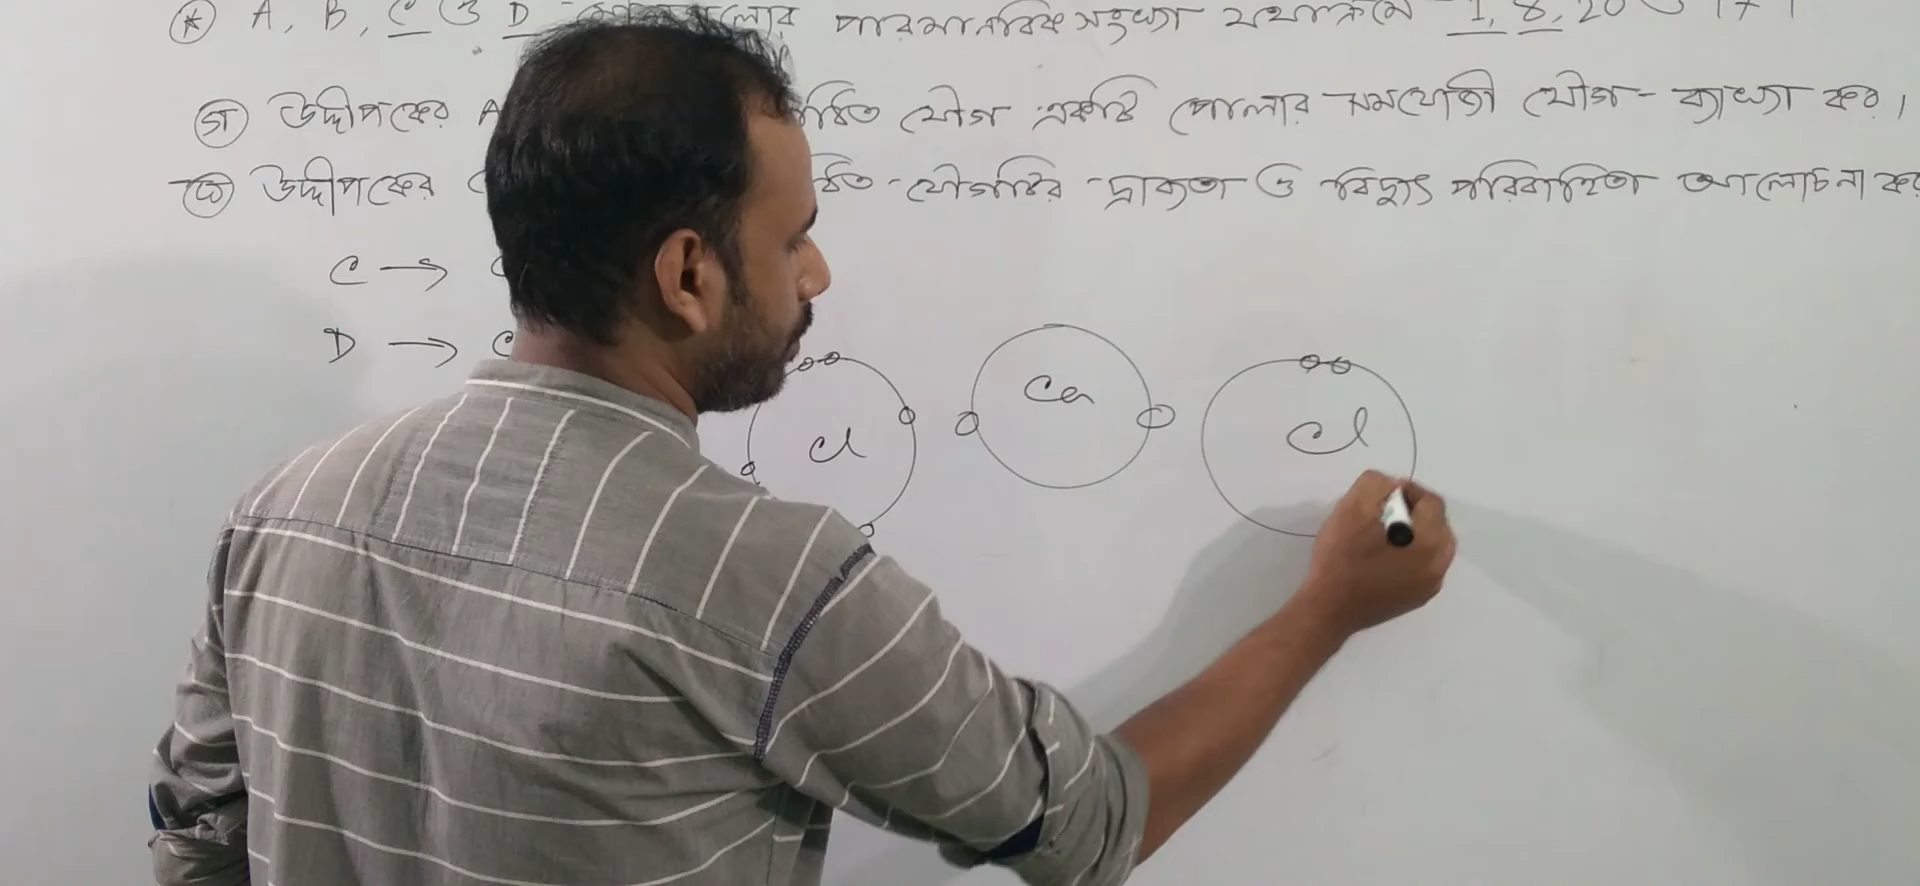 * A, B, C ও D পারমানবিক সংখ্যা যথাক্রমে 1, 8, 20 ও 17।
গ উদ্দীপকের A যৌগ একটি পোলার সমযোজী যৌগ - ব্যাখ্যা কর।
ঘ উদ্দীপকের যৌগটির দ্রাব্যতা ও বিদ্যুৎ পরিবাহিতা আলোচনা কর
C →
D →
Cl Ca Cl